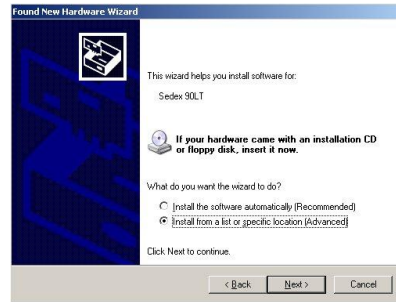 Found New Hardware Wizard
This wizard helps you install software for:
Sedex 90LT
If your hardware came with an installation CD
or floppy disk, insert it now.
What do you want the wizard to do?
Install the software automatically (Recommended)
Install from a list or specific location (Advanced)
Click Next to continue.
< Back
Next >
Cancel